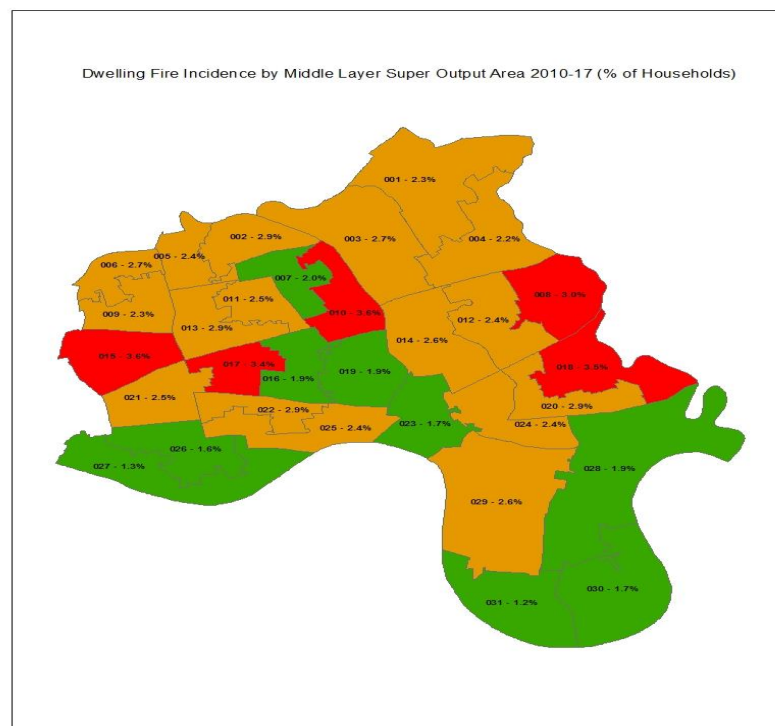 Dwelling Fire Incidence by Middle Layer Super Output Area 2010-17 (% of Households)
001 - 2.3%
002 - 2.9%
003 - 2.7%
004 - 2.2%
005 - 2.4%
006 - 2.7%
007 - 2.0%
008 - 3.0%
011 - 2.5%
009 - 2.3%
010 - 3.6%
012 - 2.4%
013 - 2.9%
014 - 2.6%
015 - 3.6%
017 - 3.4%
018 -
019 - 1.9%
016 - 1.9%
021 - 2.5%
020 - 2.9%
022 - 2.9%
023 - 1.7%
024 - 2.4%
025 - 2.4%
026 - 1.6%
028 - 1.9%
027 - 1.3%
029 - 2.6%
030 - 1.7%
031 - 1.2%